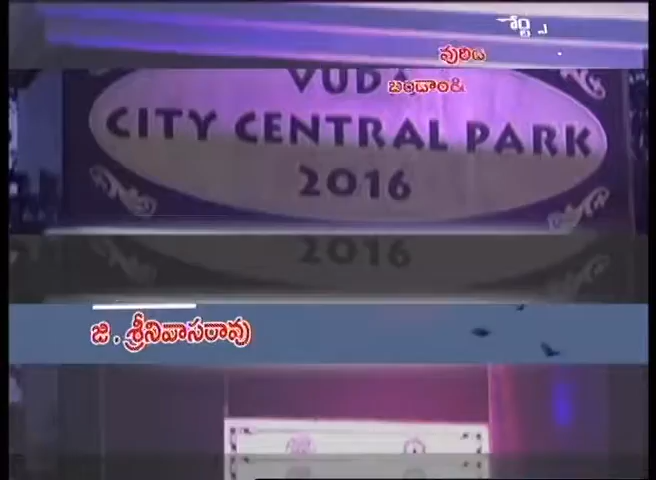 వురిటి
బండారి
VUDA
CITY CENTRAL PARK
2016
2016
జి. శ్రీనివాసరావు